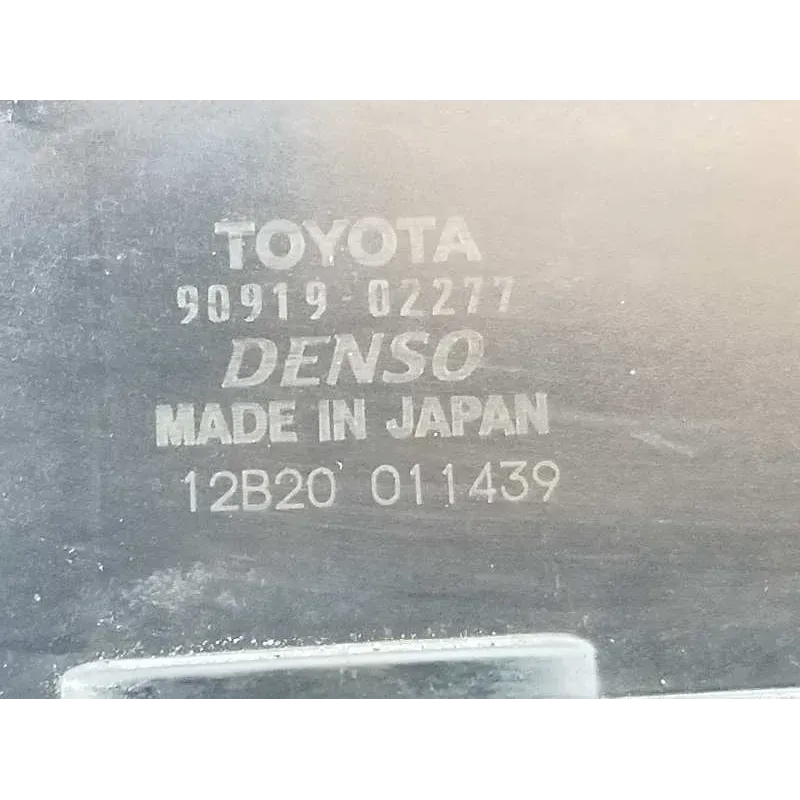 TOYOTA
90919-02277
DENSO
MADE IN JAPAN
12B20 011439